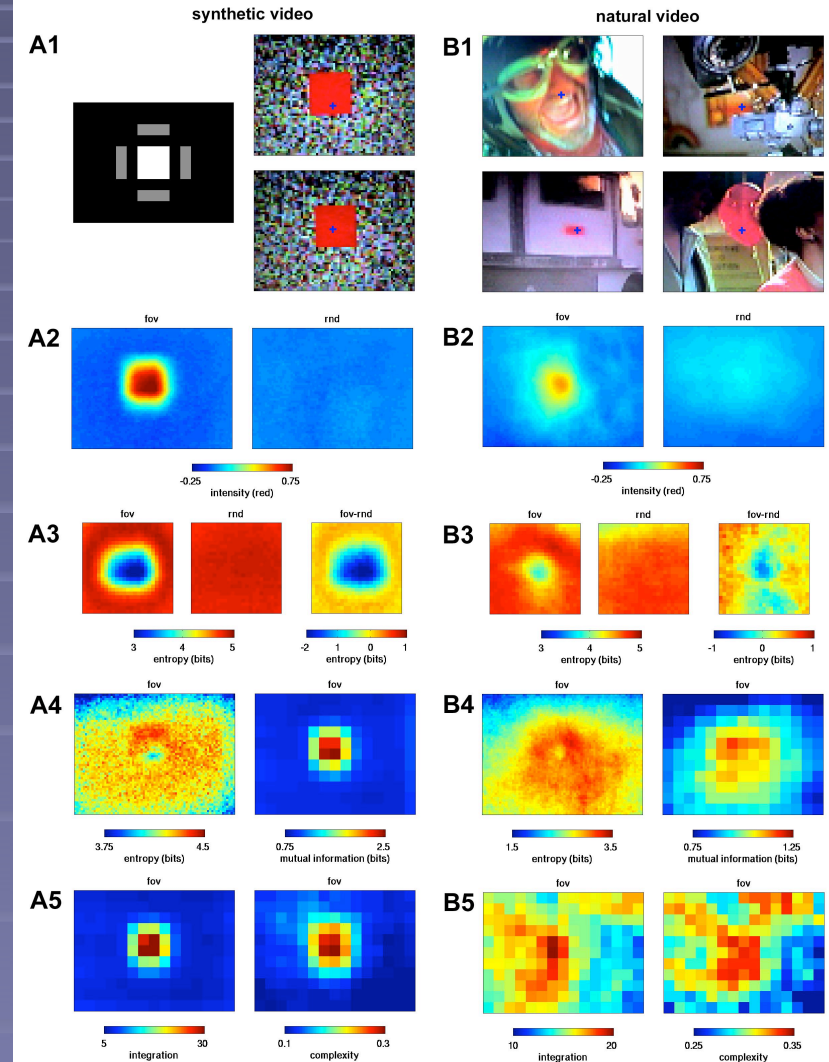 synthetic video
natural video
A1
B1
A2
fov
rnd
B2
fov
rnd
-0.25 0.75
intensity (red)
-0.25 0.75
intensity (red)
A3
fov
rnd
fov-rnd
B3
fov
rnd
fov-rnd
3 4 5
entropy (bits)
-2 1 0 1
entropy (bits)
3 4 5
entropy (bits)
-1 0 1
entropy (bits)
A4
fov
fov
B4
fov
fov
3.75 4.5
entropy (bits)
0.75 2.5
mutual information (bits)
1.5 3.5
entropy (bits)
0.75 1.25
mutual information (bits)
A5
fov
fov
B5
fov
fov
5 30
integration
0.1 0.3
complexity
10 20
integration
0.25 0.35
complexity